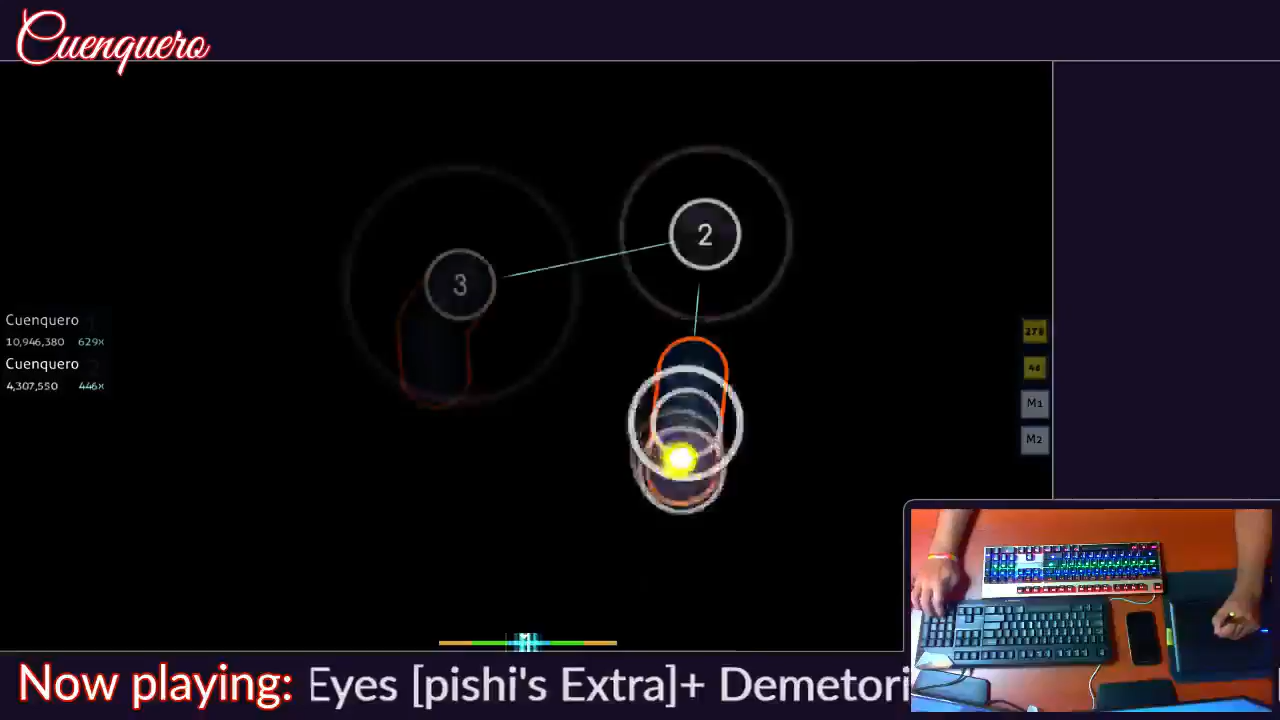 Cuenquero
2
3
Cuenquero
10,946,380 629x
Cuenquero
4,307,550 446x
278
M1
M2
Now playing: Eyes [pishi's Extra]+ Demetori